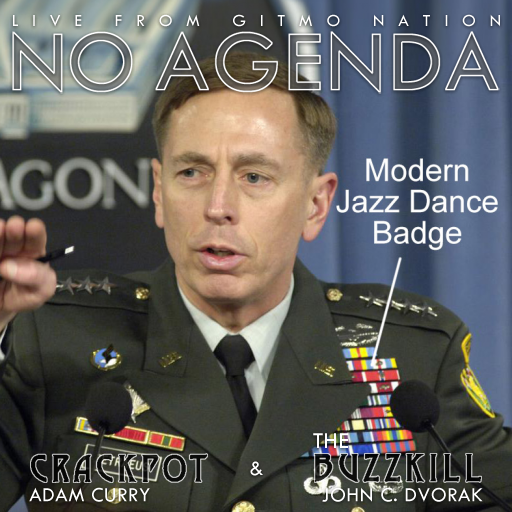 LIVE FROM GITMO NATION
NO AGENDA
AGON
Modern
Jazz Dance
Badge
CRACKPOT & THE BUZZKILL
ADAM CURRY JOHN C. DVORAK